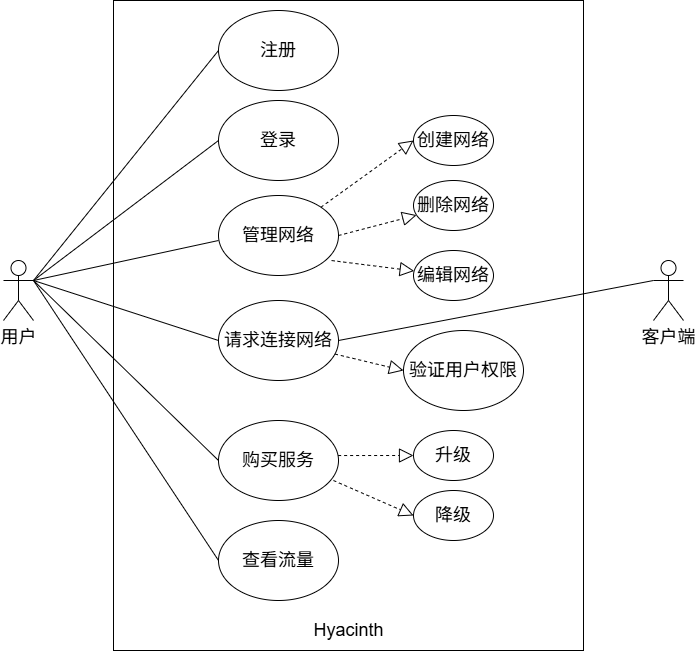 注册
登录
创建网络
删除网络
管理网络
编辑网络
用户
客户端
请求连接网络
验证用户权限
购买服务
升级
降级
查看流量
Hyacinth